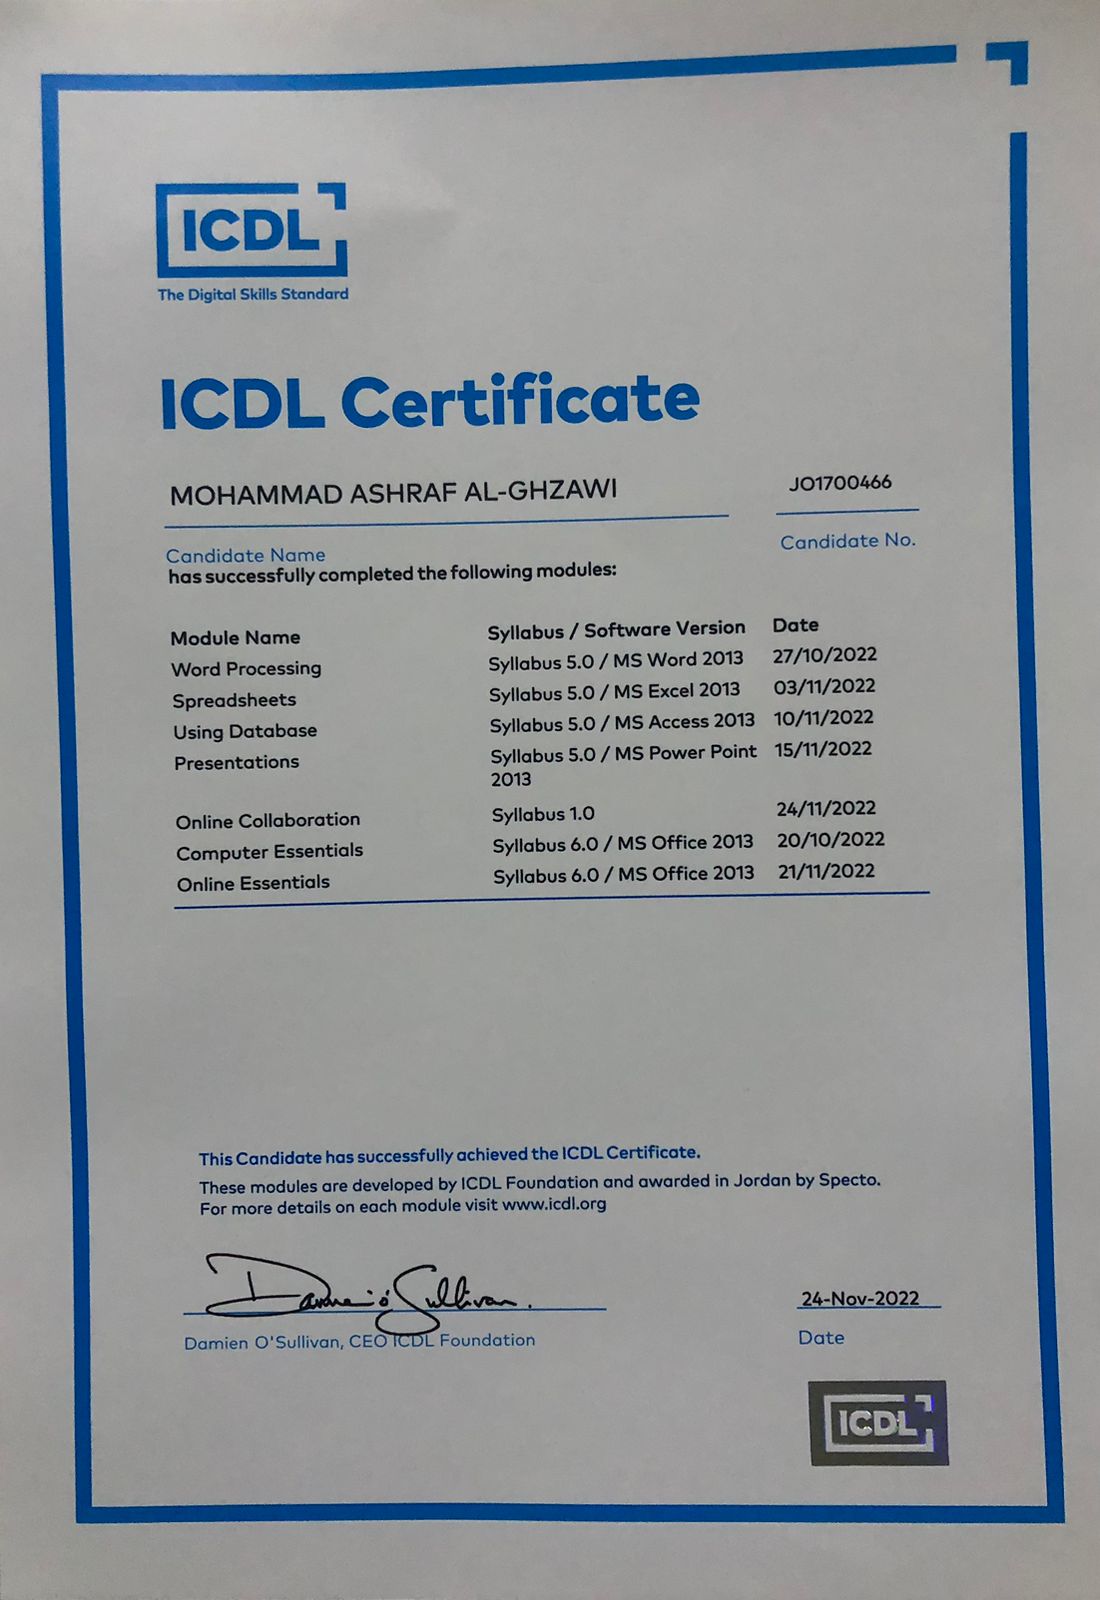 ICDL
The Digital Skills Standard
ICDL Certificate
MOHAMMAD ASHRAF AL-GHZAWI JO1700466
Candidate Name Candidate No.
has successfully completed the following modules:
Module Name Syllabus / Software Version Date
Word Processing Syllabus 5.0 / MS Word 2013 27/10/2022
Spreadsheets Syllabus 5.0 / MS Excel 2013 03/11/2022
Using Database Syllabus 5.0 / MS Access 2013 10/11/2022
Presentations Syllabus 5.0 / MS Power Point 15/11/2022
2013
Online Collaboration Syllabus 1.0 24/11/2022
Computer Essentials Syllabus 6.0 / MS Office 2013 20/10/2022
Online Essentials Syllabus 6.0 / MS Office 2013 21/11/2022
This Candidate has successfully achieved the ICDL Certificate.
These modules are developed by ICDL Foundation and awarded in Jordan by Specto.
For more details on each module visit www.icdl.org
Damien O'Sullivan. 24-Nov-2022
Damien O'Sullivan, CEO ICDL Foundation Date
ICDL